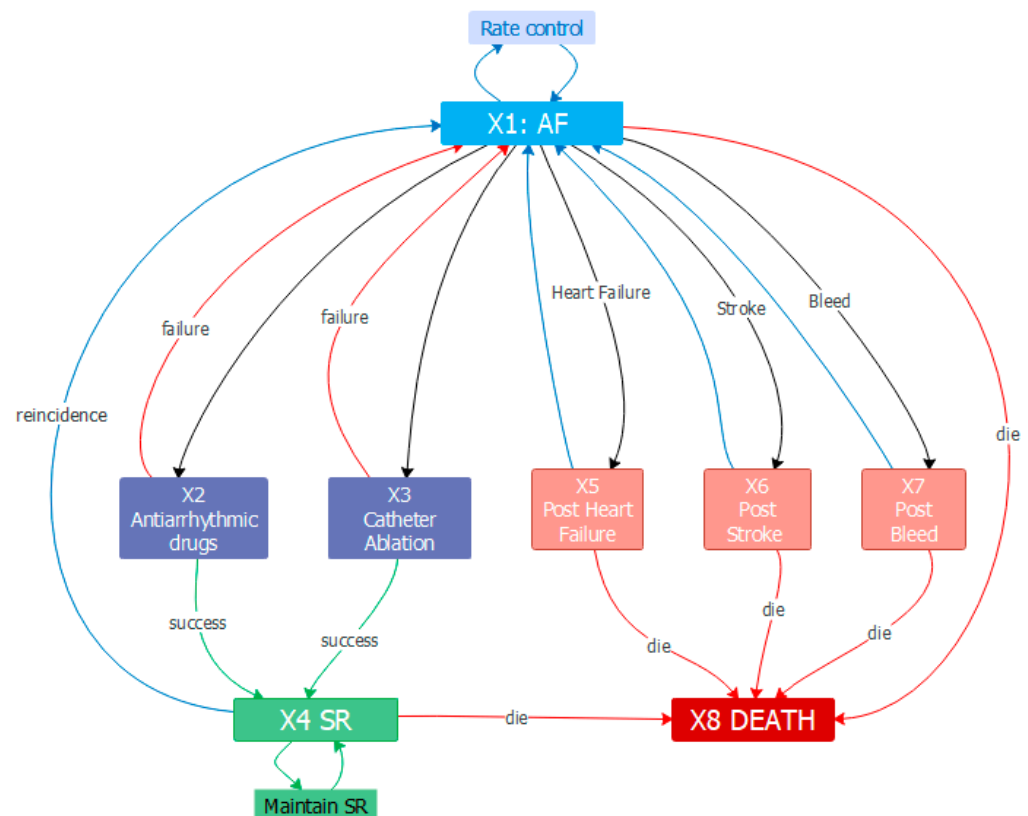 Rate control
X1: AF
Heart Failure
Stroke
Bleed
failure
failure
reincidence
die
X2
Antiarrhythmic
drugs
X3
Catheter
Ablation
X5
Post Heart
Failure
X6
Post
Stroke
X7
Post
Bleed
success
success
die
die
die
X4 SR
die
X8 DEATH
Maintain SR